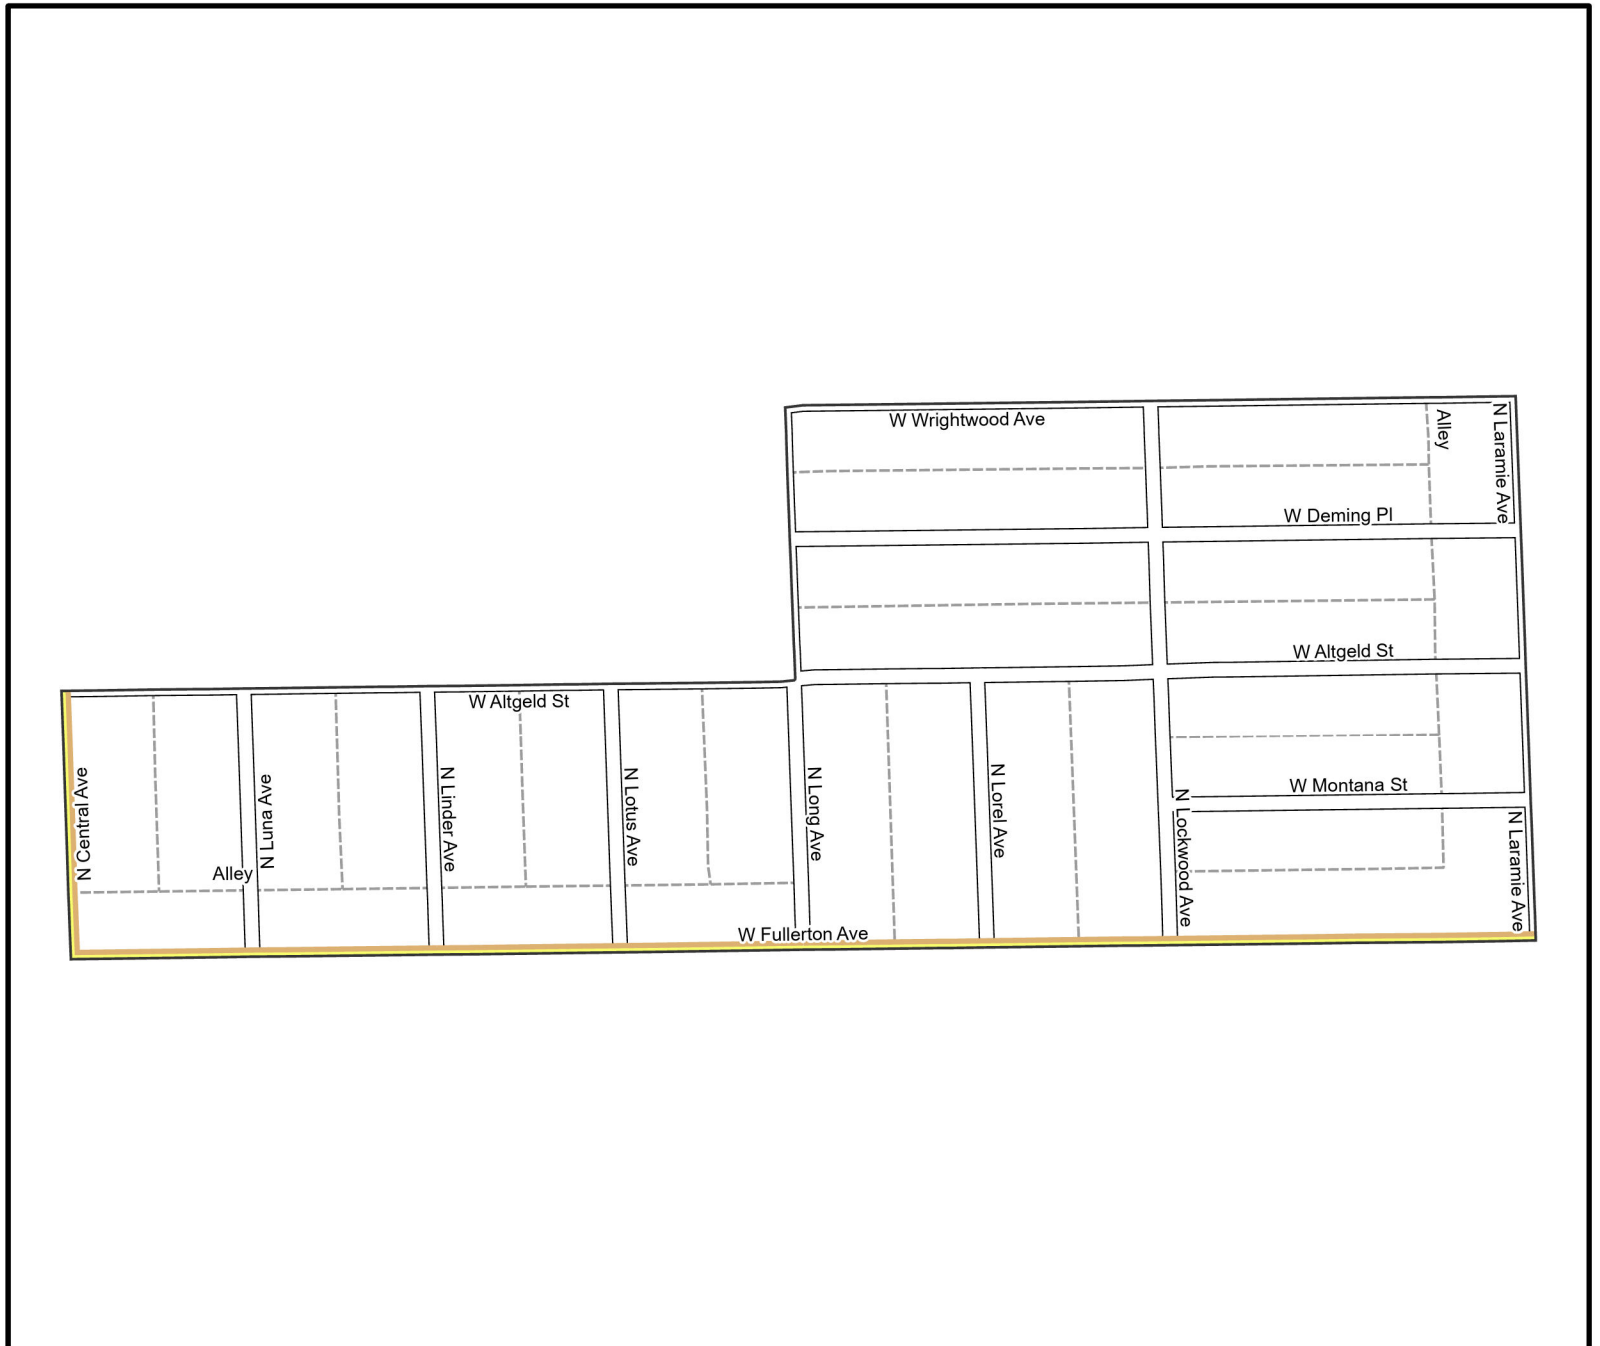 W Wrightwood Ave
Alley
N Laramie Ave
W Deming Pl
W Altgeld St
W Altgeld St
N Central Ave
N Luna Ave
N Linder Ave
N Lotus Ave
N Long Ave
N Lorel Ave
W Montana St
N Lockwood Ave
N Laramie Ave
Alley
W Fullerton Ave